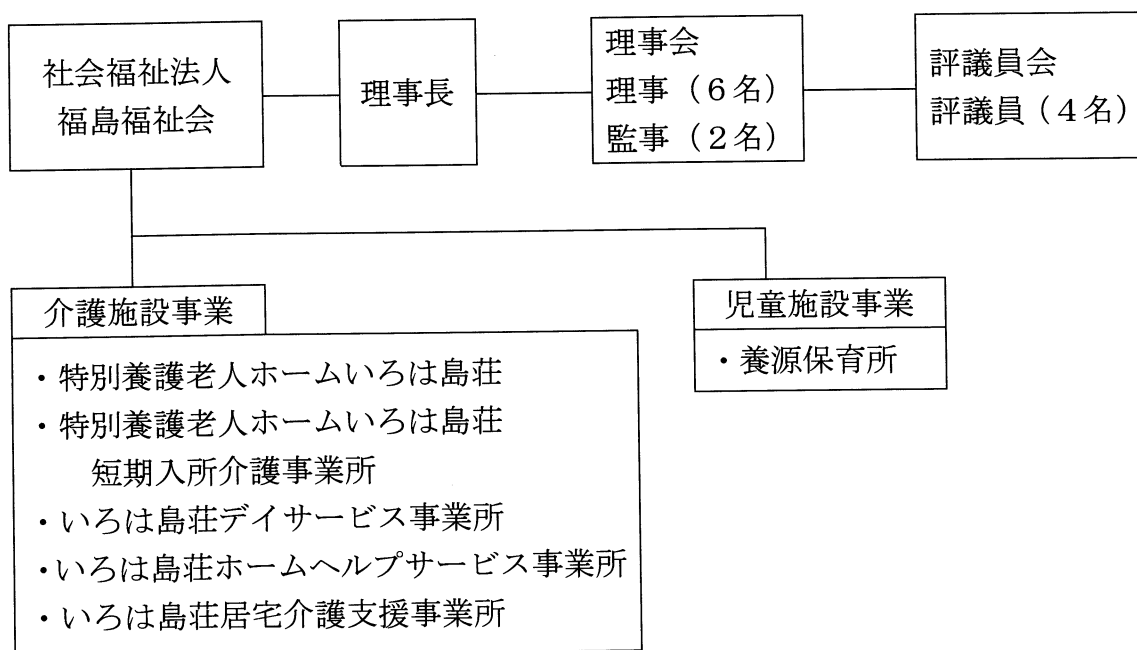 社会福祉法人
福島福祉会
理事長
理事会
理事（６名）
監事（２名）
評議員会
評議員（４名）
介護施設事業
・特別養護老人ホームいろは島荘
・特別養護老人ホームいろは島荘
短期入所介護事業所
・いろは島荘デイサービス事業所
・いろは島荘ホームヘルプサービス事業所
・いろは島荘居宅介護支援事業所
児童施設事業
・養源保育所